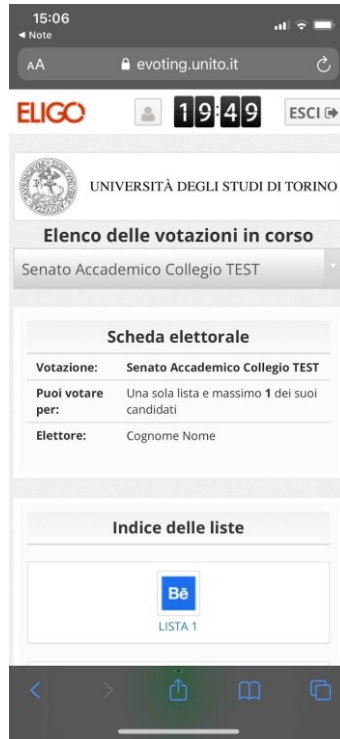 15:06
◀ Note
AA evoting.unito.it
ELIGO 19:49 ESCI
UNIVERSITÀ DEGLI STUDI DI TORINO
Elenco delle votazioni in corso
Senato Accademico Collegio TEST
Scheda elettorale
Votazione: Senato Accademico Collegio TEST
Puoi votare per: Una sola lista e massimo 1 dei suoi
candidati
Elettore: Cognome Nome
Indice delle liste
Bē
LISTA 1